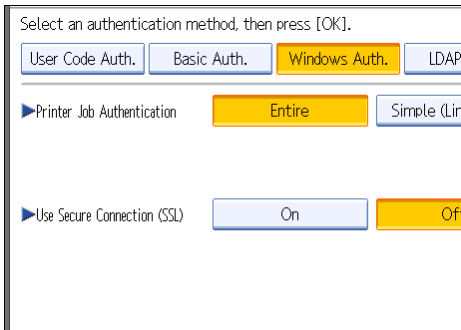 Select an authentication method, then press [OK].
User Code Auth. Basic Auth. Windows Auth. LDAP
▶Printer Job Authentication Entire Simple (Lir
▶Use Secure Connection (SSL) On Of